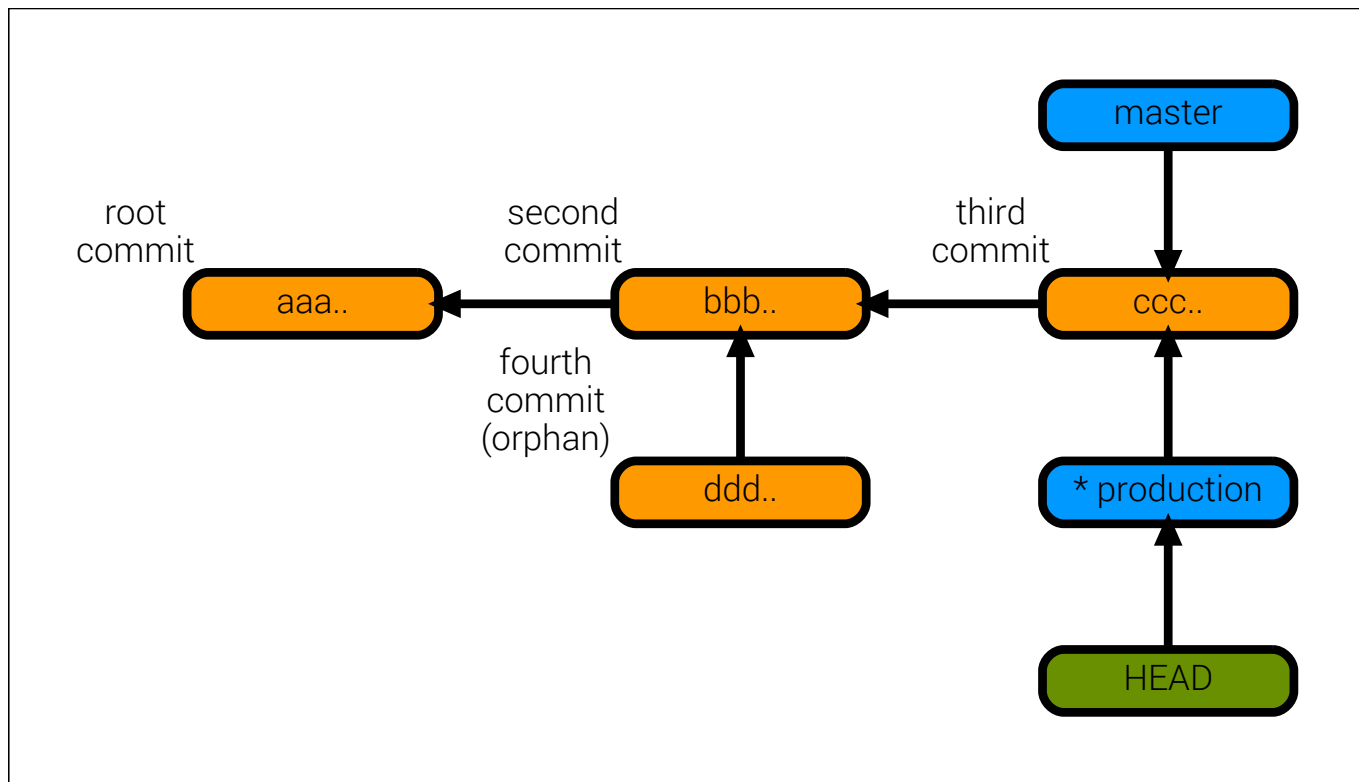 master
root
commit
second
commit
third
commit
aaa..
bbb..
ccc..
fourth
commit
(orphan)
ddd..
* production
HEAD